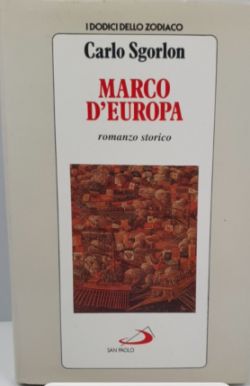 I DODICI DELLO ZODIACO
Carlo Sgorlon
MARCO
D'EUROPA
romanzo storico
SAN PAOLO